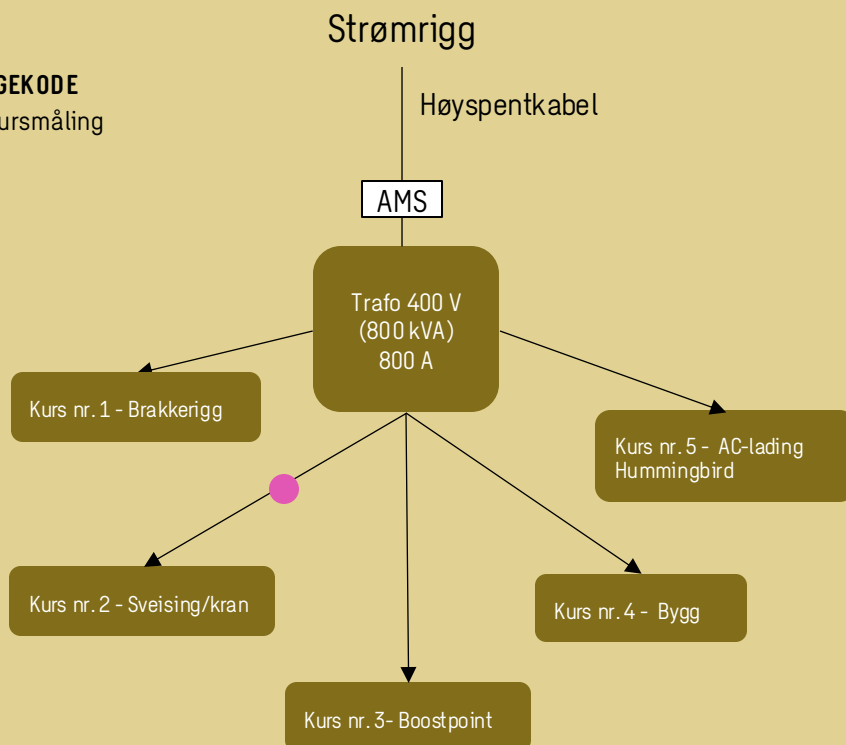 Strømrigg
GEKODE
ursmåling
Høyspentkabel
AMS
Trafo 400 V
(800 kVA)
800 A
Kurs nr. 1 - Brakkerigg
Kurs nr. 5 - AC-lading
Hummingbird
Kurs nr. 2 - Sveising/kran
Kurs nr. 4 - Bygg
Kurs nr. 3- Boostpoint